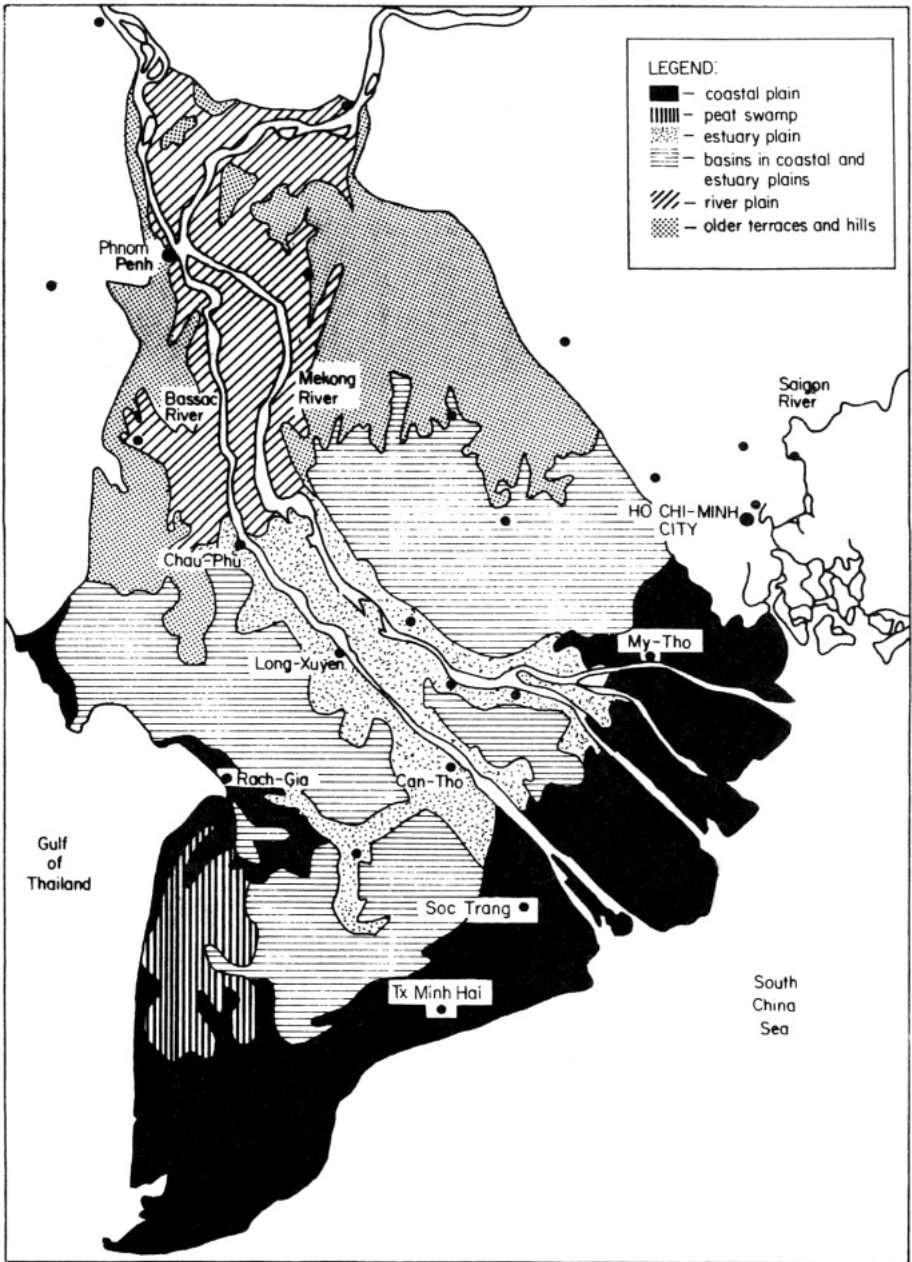 LEGEND:
– coastal plain
– peat swamp
– estuary plain
– basins in coastal and
estuary plains
– river plain
– older terraces and hills
Phnom
Penh
Bassac
River
Mekong
River
Saigon
River
HO CHI-MINH
CITY
Chau-Phu
My-Tho
Long-Xuyen
Rach-Gia
Can-Tho
Gulf
of
Thailand
Soc Trang
Tx Minh Hai
South
China
Sea